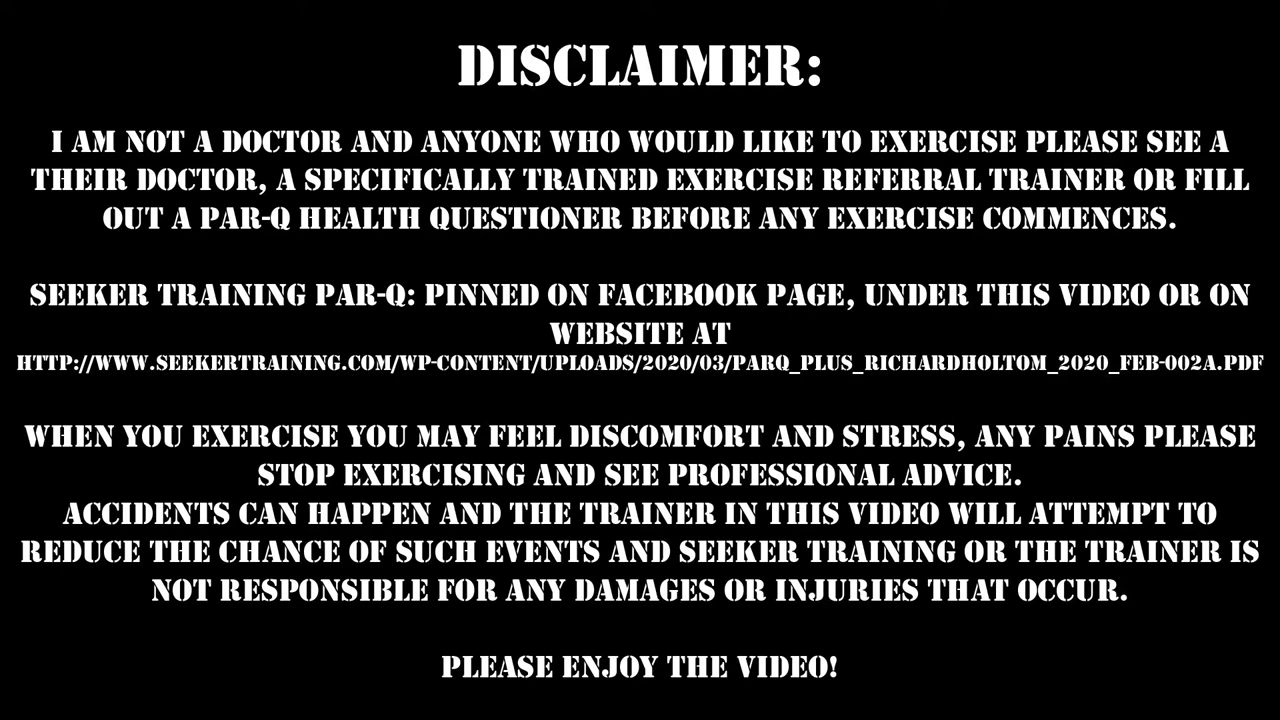 DISCLAIMER:
I AM NOT A DOCTOR AND ANYONE WHO WOULD LIKE TO EXERCISE PLEASE SEE A
THEIR DOCTOR, A SPECIFICALLY TRAINED EXERCISE REFERRAL TRAINER OR FILL
OUT A PAR-Q HEALTH QUESTIONER BEFORE ANY EXERCISE COMMENCES.
SEEKER TRAINING PAR-Q: PINNED ON FACEBOOK PAGE, UNDER THIS VIDEO OR ON
WEBSITE AT
HTTP://WWW.SEEKERTRAINING.COM/WP-CONTENT/UPLOADS/2020/03/PARQ_PLUS_RICHARDHOLTOM_2020_FEB-002A.PDF
WHEN YOU EXERCISE YOU MAY FEEL DISCOMFORT AND STRESS, ANY PAINS PLEASE
STOP EXERCISING AND SEE PROFESSIONAL ADVICE.
ACCIDENTS CAN HAPPEN AND THE TRAINER IN THIS VIDEO WILL ATTEMPT TO
REDUCE THE CHANCE OF SUCH EVENTS AND SEEKER TRAINING OR THE TRAINER IS
NOT RESPONSIBLE FOR ANY DAMAGES OR INJURIES THAT OCCUR.
PLEASE ENJOY THE VIDEO!